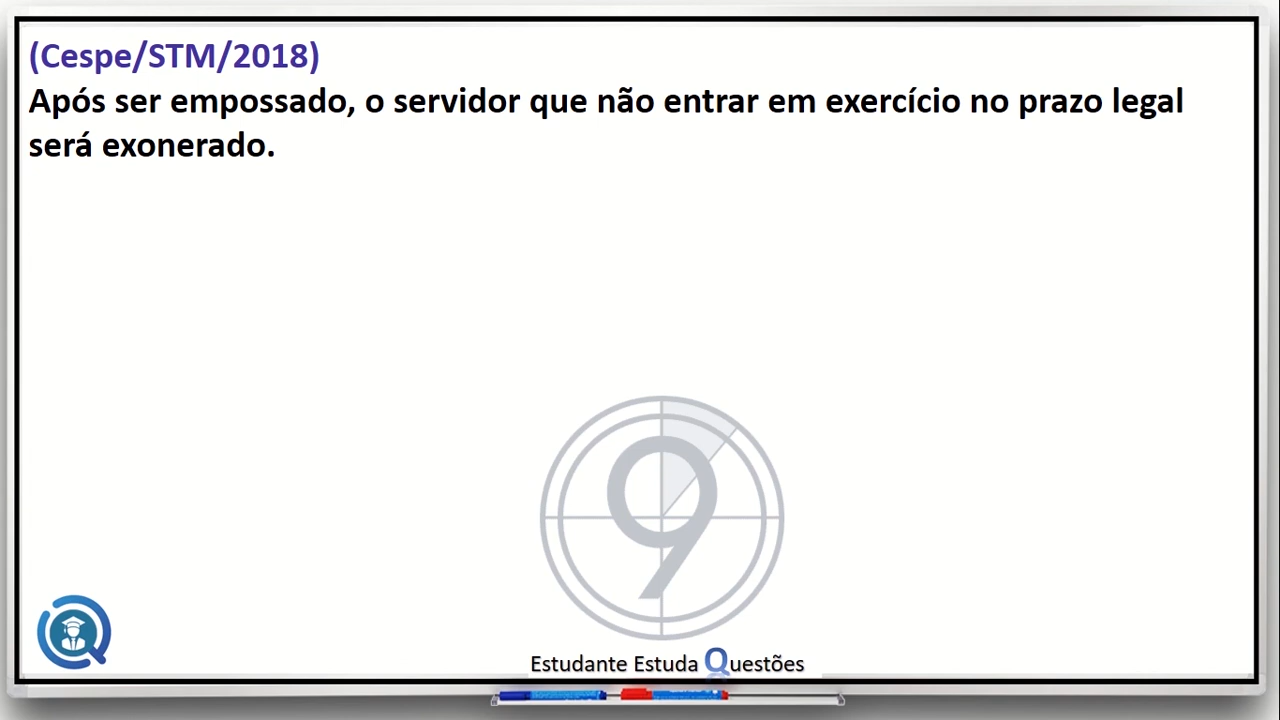 (Cespe/STM/2018)
Após ser empossado, o servidor que não entrar em exercício no prazo legal
será exonerado.
9
Estudante Estuda Questões